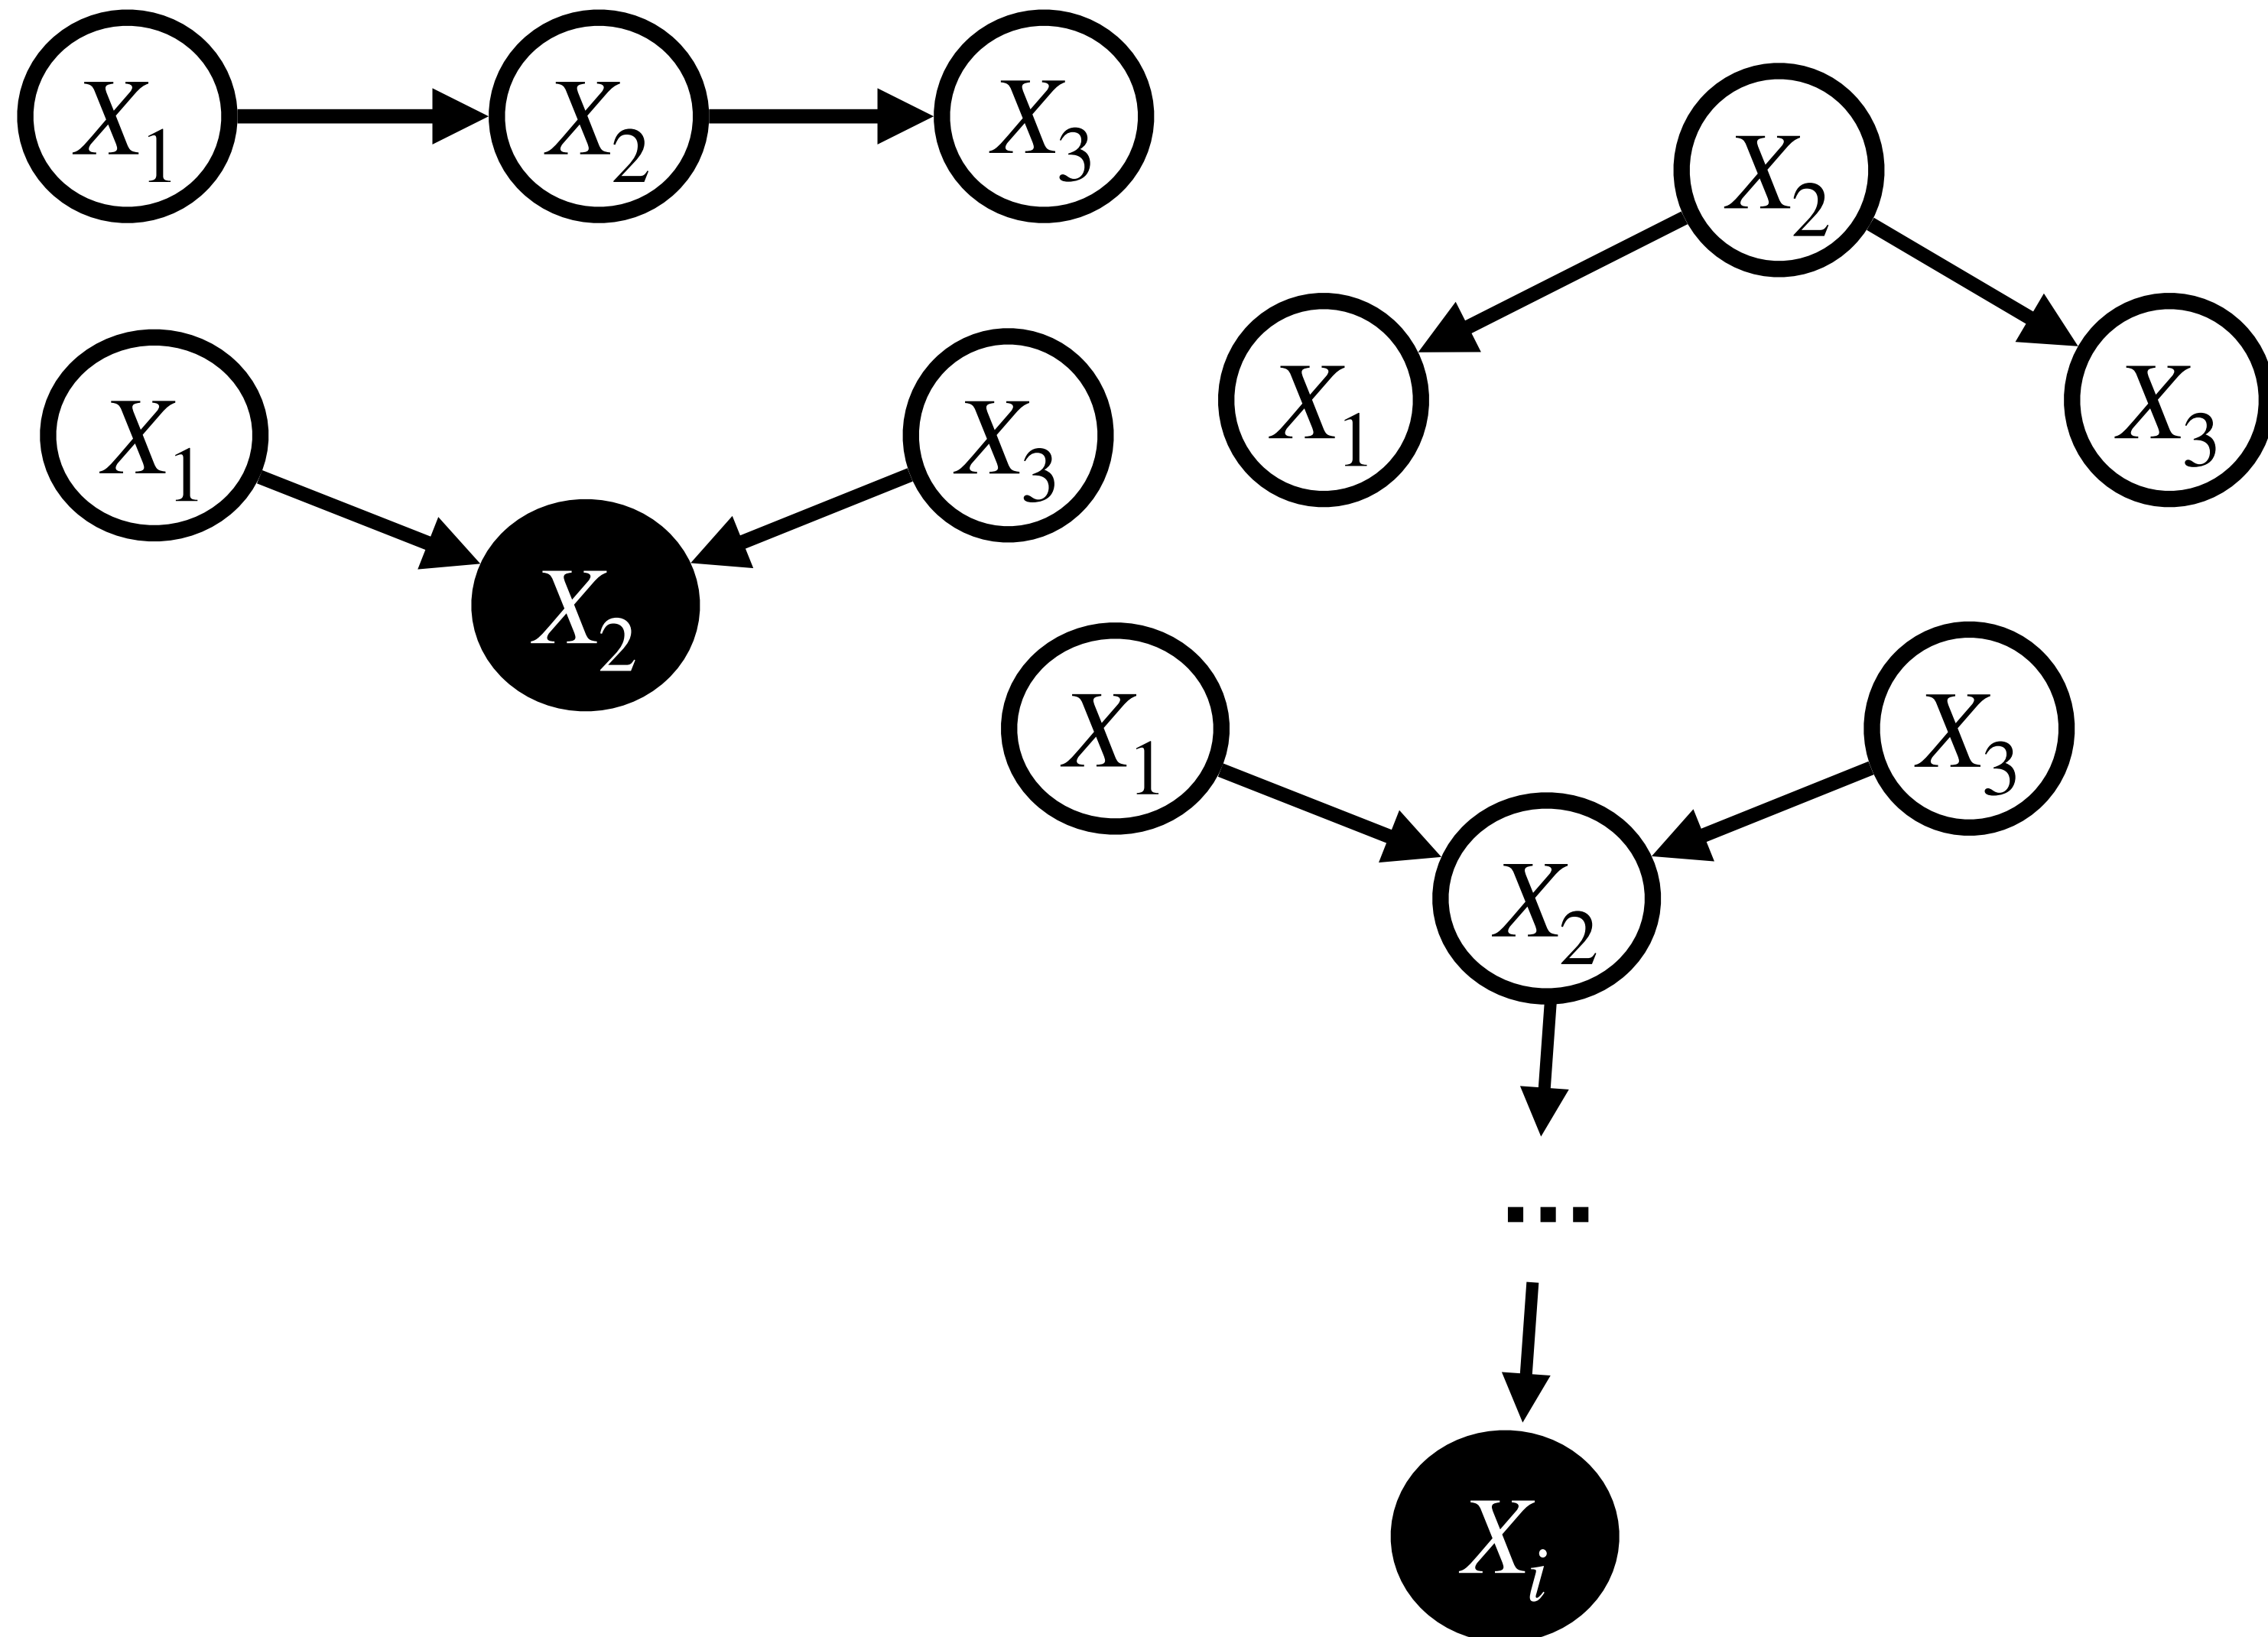 X₁ X₂ X₃
X₂
X₁ X₃
X₁ X₃
X₂
X₁ X₃
X₂
...
Xᵢ